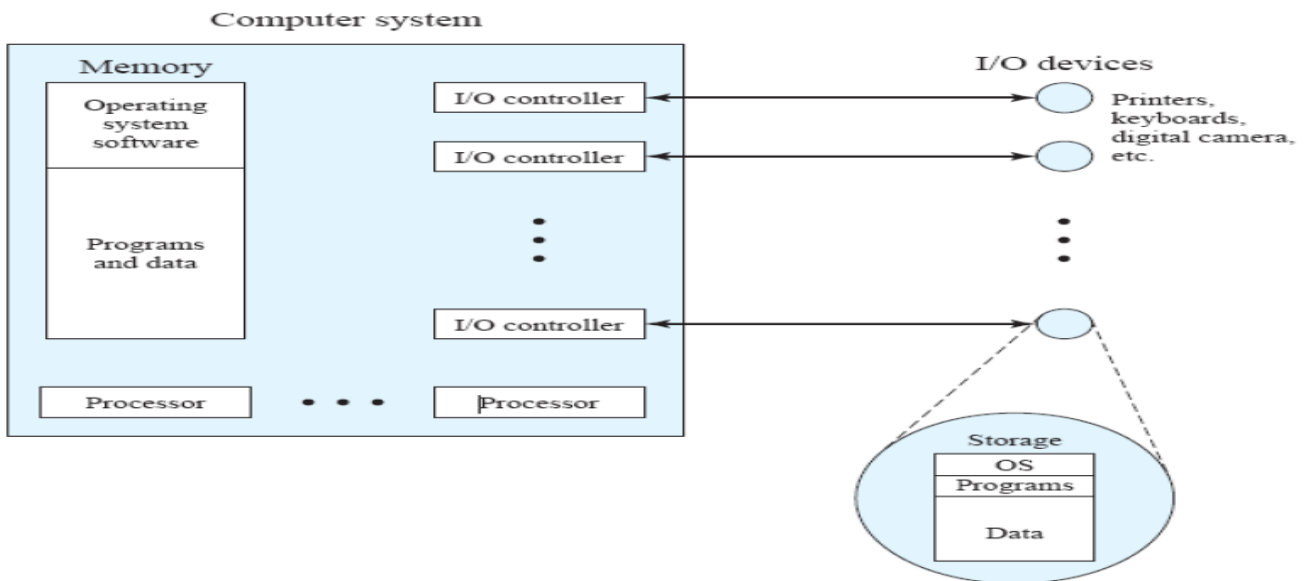 Computer system
Memory
Operating
system
software
Programs
and data
I/O controller
I/O controller
I/O controller
Processor
Processor
I/O devices
Printers,
keyboards,
digital camera,
etc.
Storage
OS
Programs
Data